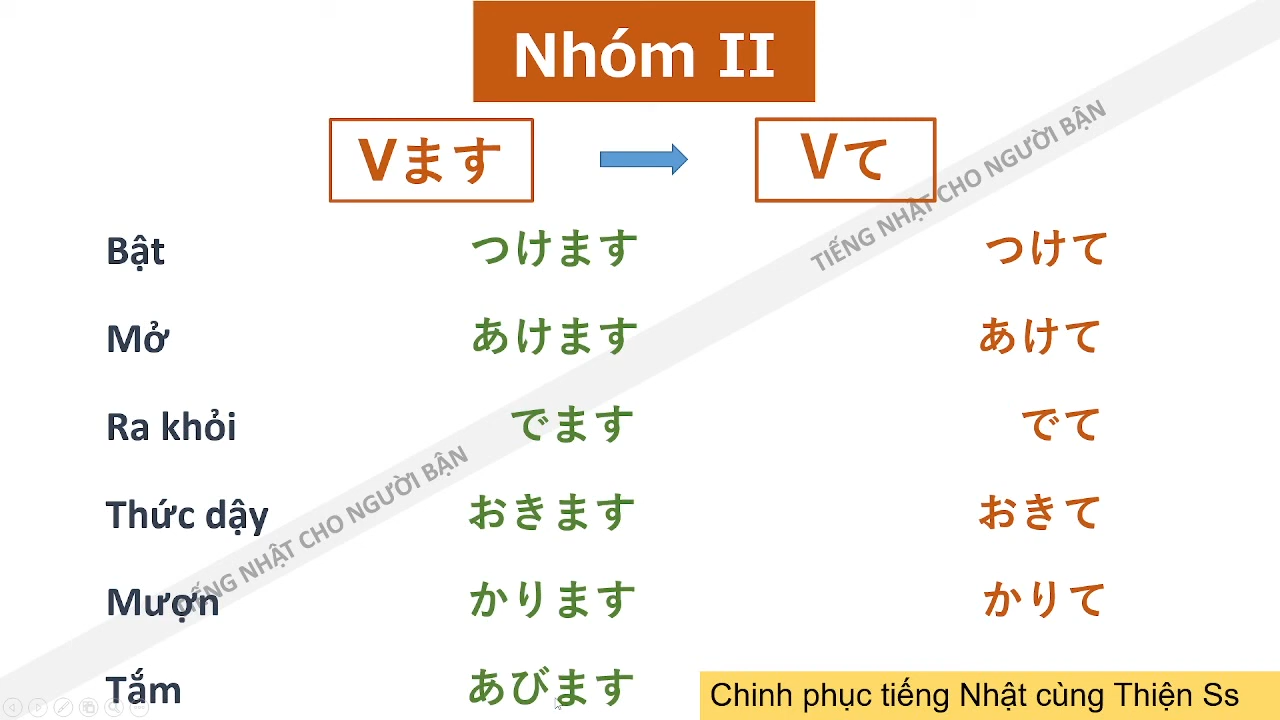 Nhóm II
Vます Vて
Bật つけます つけて
Mở あけます あけて
Ra khỏi でます でて
Thức dậy おきます おきて
Mượn かります かりて
Tắm あびます
TIẾNG NHẬT CHO NGƯỜI BẬN
TIẾNG NHẬT CHO NGƯỜI BẬN
Chinh phục tiếng Nhật cùng Thiện Ss